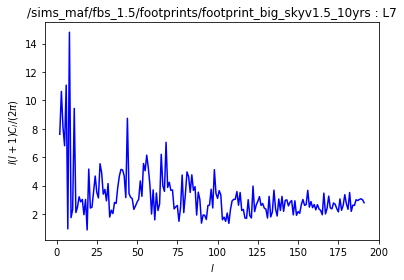 /sims_maf/fbs_1.5/footprints/footprint_big_skyv1.5_10yrs : L7
l(l + 1)C_l/(2π)
14
12
10
8
6
4
2
0 25 50 75 100 125 150 175 200
l